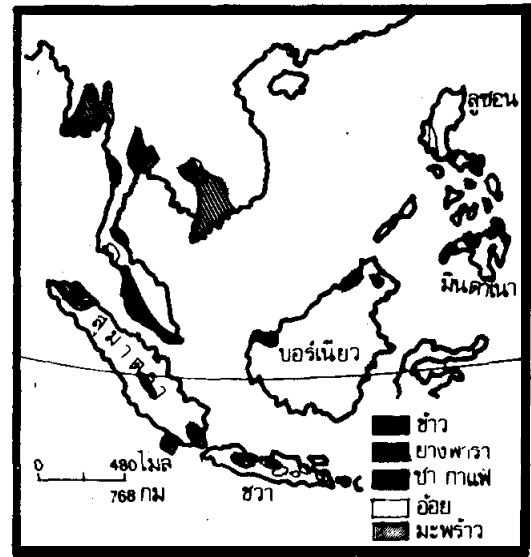 ลูซอน
มินดาเนา
สุมาตรา
บอร์เนียว
ชวา
0 480 ไมล์
768 กม
ข้าว
ยางพารา
ชา กาแฟ
อ้อย
มะพร้าว